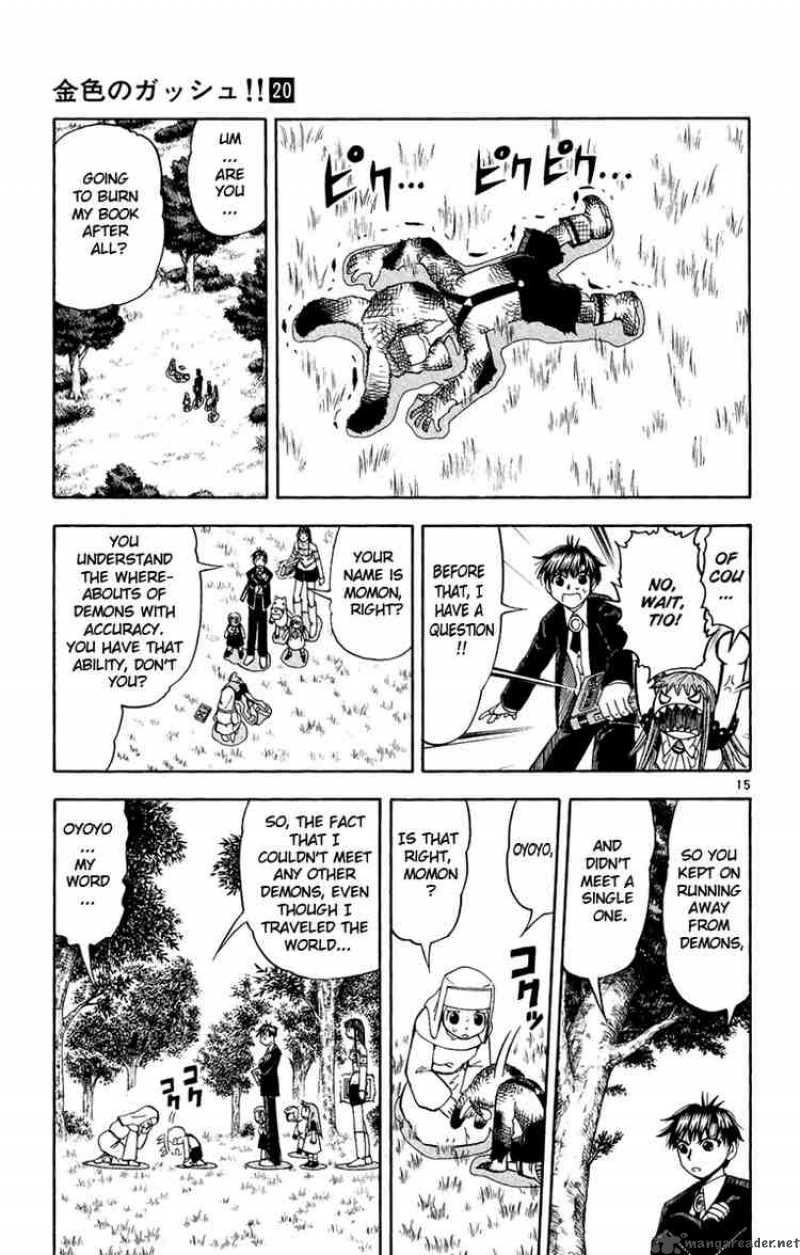 金色のガッシュ!! 20
ピク... ピクピク...
UM
...
ARE
YOU
...
GOING
TO BURN
MY BOOK
AFTER
ALL?
OF
COU
...
NO,
WAIT,
TIO!
BEFORE
THAT, I
HAVE A
QUESTION
!!
YOUR
NAME IS
MOMON,
RIGHT?
YOU
UNDERSTAND
THE WHERE-
ABOUTS OF
DEMONS WITH
ACCURACY.
YOU HAVE THAT
ABILITY, DON'T
YOU?
15
SO YOU
KEPT ON
RUNNING
AWAY
FROM
DEMONS,
AND
DIDN'T
MEET A
SINGLE
ONE.
OYOYO,
IS THAT
RIGHT,
MOMON
?
コクッ
SO, THE FACT
THAT I
COULDN'T MEET
ANY OTHER
DEMONS, EVEN
THOUGH I
TRAVELED THE
WORLD...
OYOYO
...
MY
WORD
...
コクコク
mangareader.net